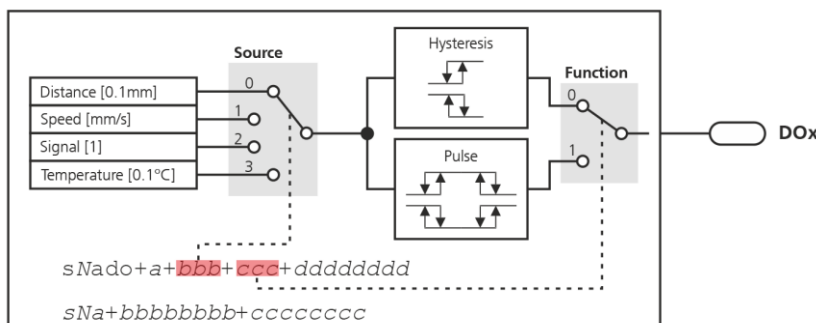 Source
Distance [0.1mm]
Speed [mm/s]
Signal [1]
Temperature [0.1°C]
0
1
2
3
Hysteresis
Pulse
Function
0
1
DOx
sNado+a+bbb+ccc+dddddddd
sNa+bbbbbbbb+cccccccc